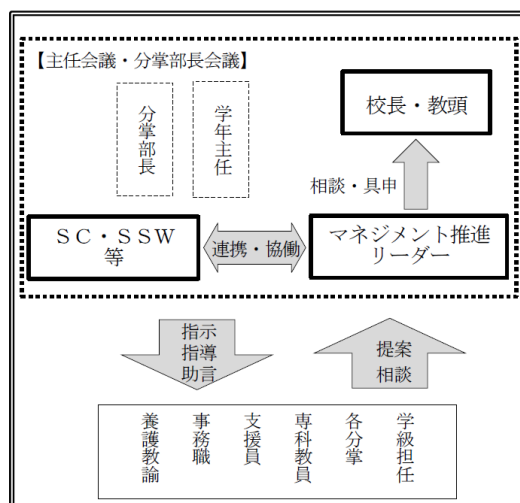 【主任会議・分掌部長会議】
分掌部長
学年主任
校長・教頭
相談・具申
ＳＣ・ＳＳＷ
等
連携・協働
マネジメント推進
リーダー
指示
指導
助言
提案
相談
養護教諭
事務職
支援員
専科教員
各分掌
学級担任